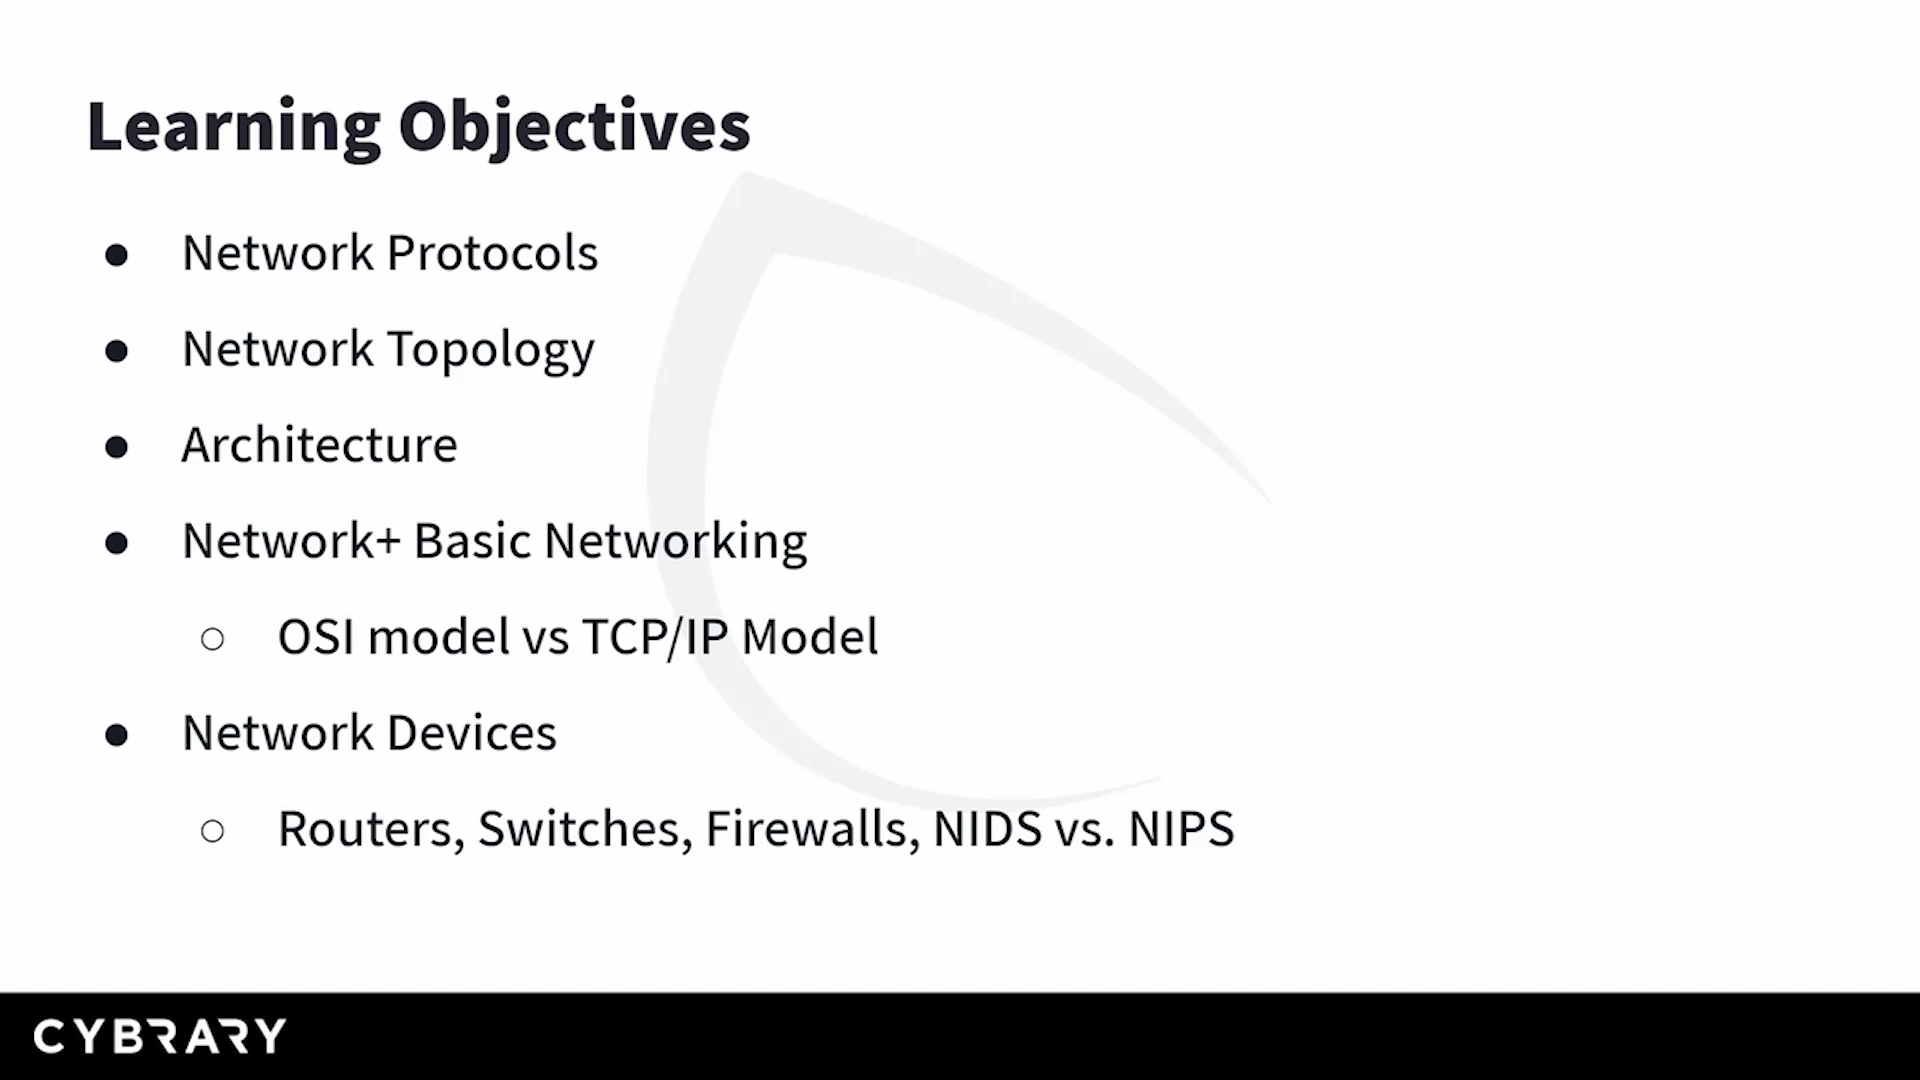 Learning Objectives
● Network Protocols
● Network Topology
● Architecture
● Network+ Basic Networking
○ OSI model vs TCP/IP Model
● Network Devices
○ Routers, Switches, Firewalls, NIDS vs. NIPS
CYBRARY